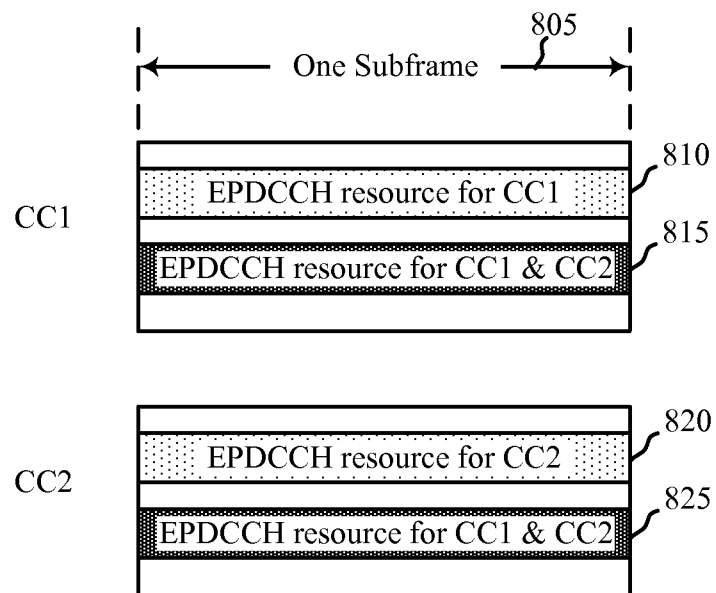 805
One Subframe
810
EPDCCH resource for CC1
CC1
815
EPDCCH resource for CC1 & CC2
820
EPDCCH resource for CC2
CC2
825
EPDCCH resource for CC1 & CC2